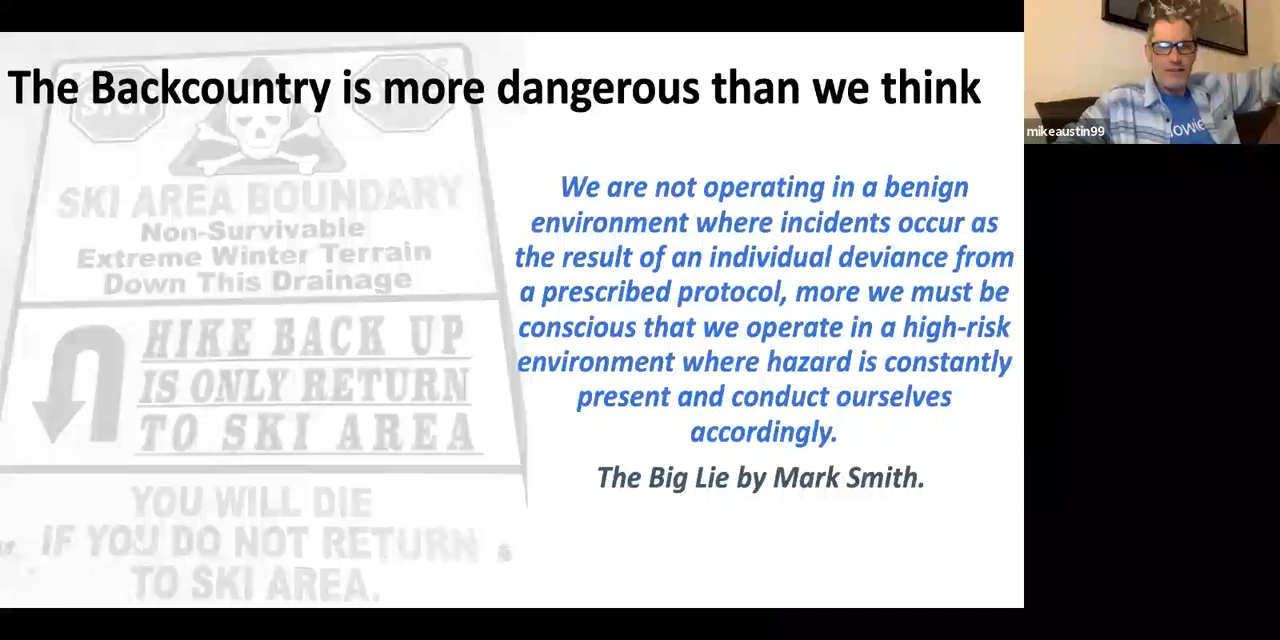 The Backcountry is more dangerous than we think
STOP
SKI AREA BOUNDARY
Non-Survivable
Extreme Winter Terrain
Down This Drainage
HIKE BACK UP
IS ONLY RETURN
TO SKI AREA
YOU WILL DIE
IF YOU DO NOT RETURN
TO SKI AREA.
We are not operating in a benign
environment where incidents occur as
the result of an individual deviance from
a prescribed protocol, more we must be
conscious that we operate in a high-risk
environment where hazard is constantly
present and conduct ourselves
accordingly.
The Big Lie by Mark Smith.
mikeaustin99